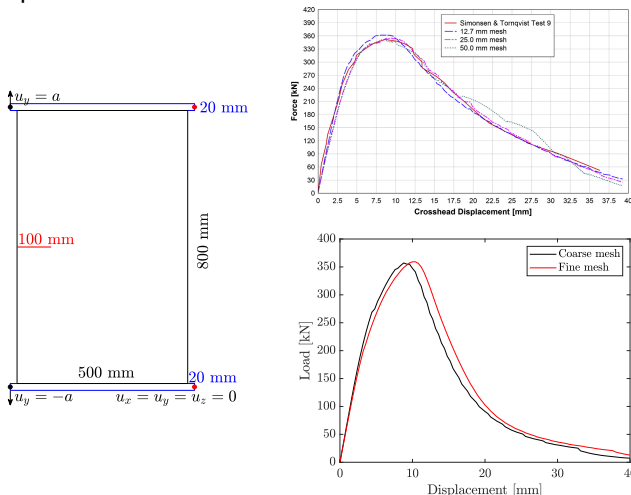 u_y = a
20 mm
100 mm
800 mm
500 mm
20 mm
u_y = −a
u_x = u_y = u_z = 0
420
390
360
330
300
270
240
210
180
150
120
90
60
30
0
Force [kN]
Simonsen & Tornqvist Test 9
12.7 mm mesh
25.0 mm mesh
50.0 mm mesh
0 2.5 5 7.5 10 12.5 15 17.5 20 22.5 25 27.5 30 32.5 35 37.5 40
Crosshead Displacement [mm]
400
350
300
250
200
150
100
50
0
Load [kN]
Coarse mesh
Fine mesh
0 10 20 30 40
Displacement [mm]